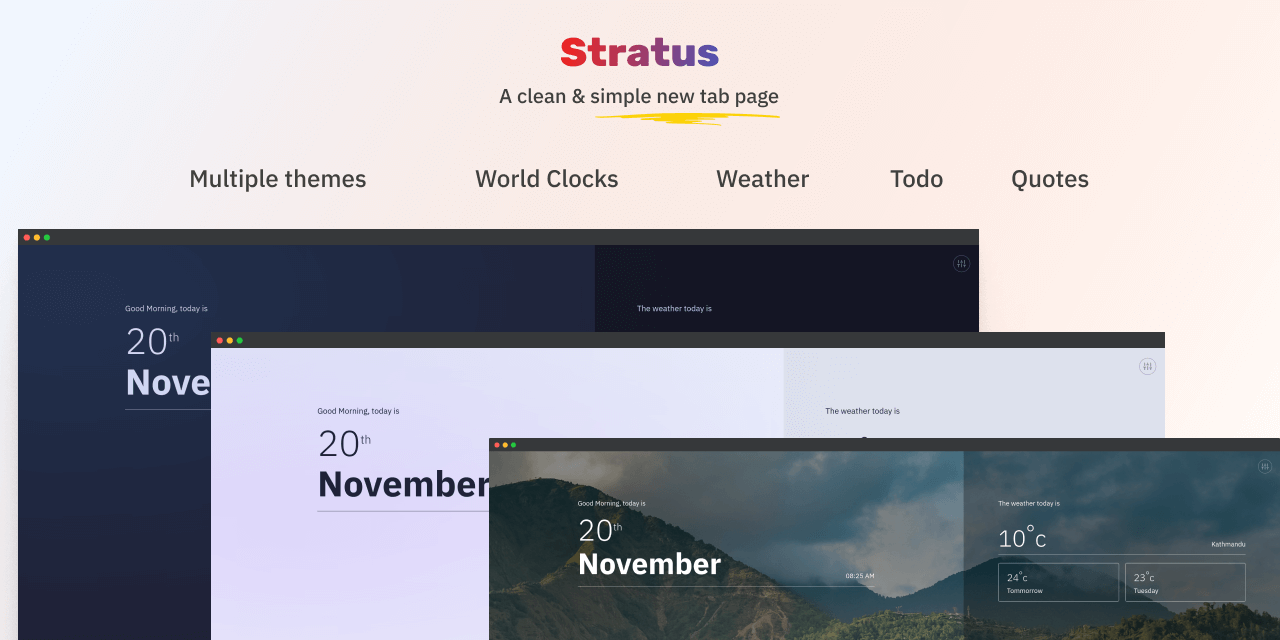 Stratus
A clean & simple new tab page
Multiple themes World Clocks Weather Todo Quotes
Good Morning, today is
20th
Nove
The weather today is
Good Morning, today is
20th
November
The weather today is
Good Morning, today is
20th
November
08:25 AM
The weather today is
10°c
Kathmandu
24°c
Tommorrow
23°c
Tuesday